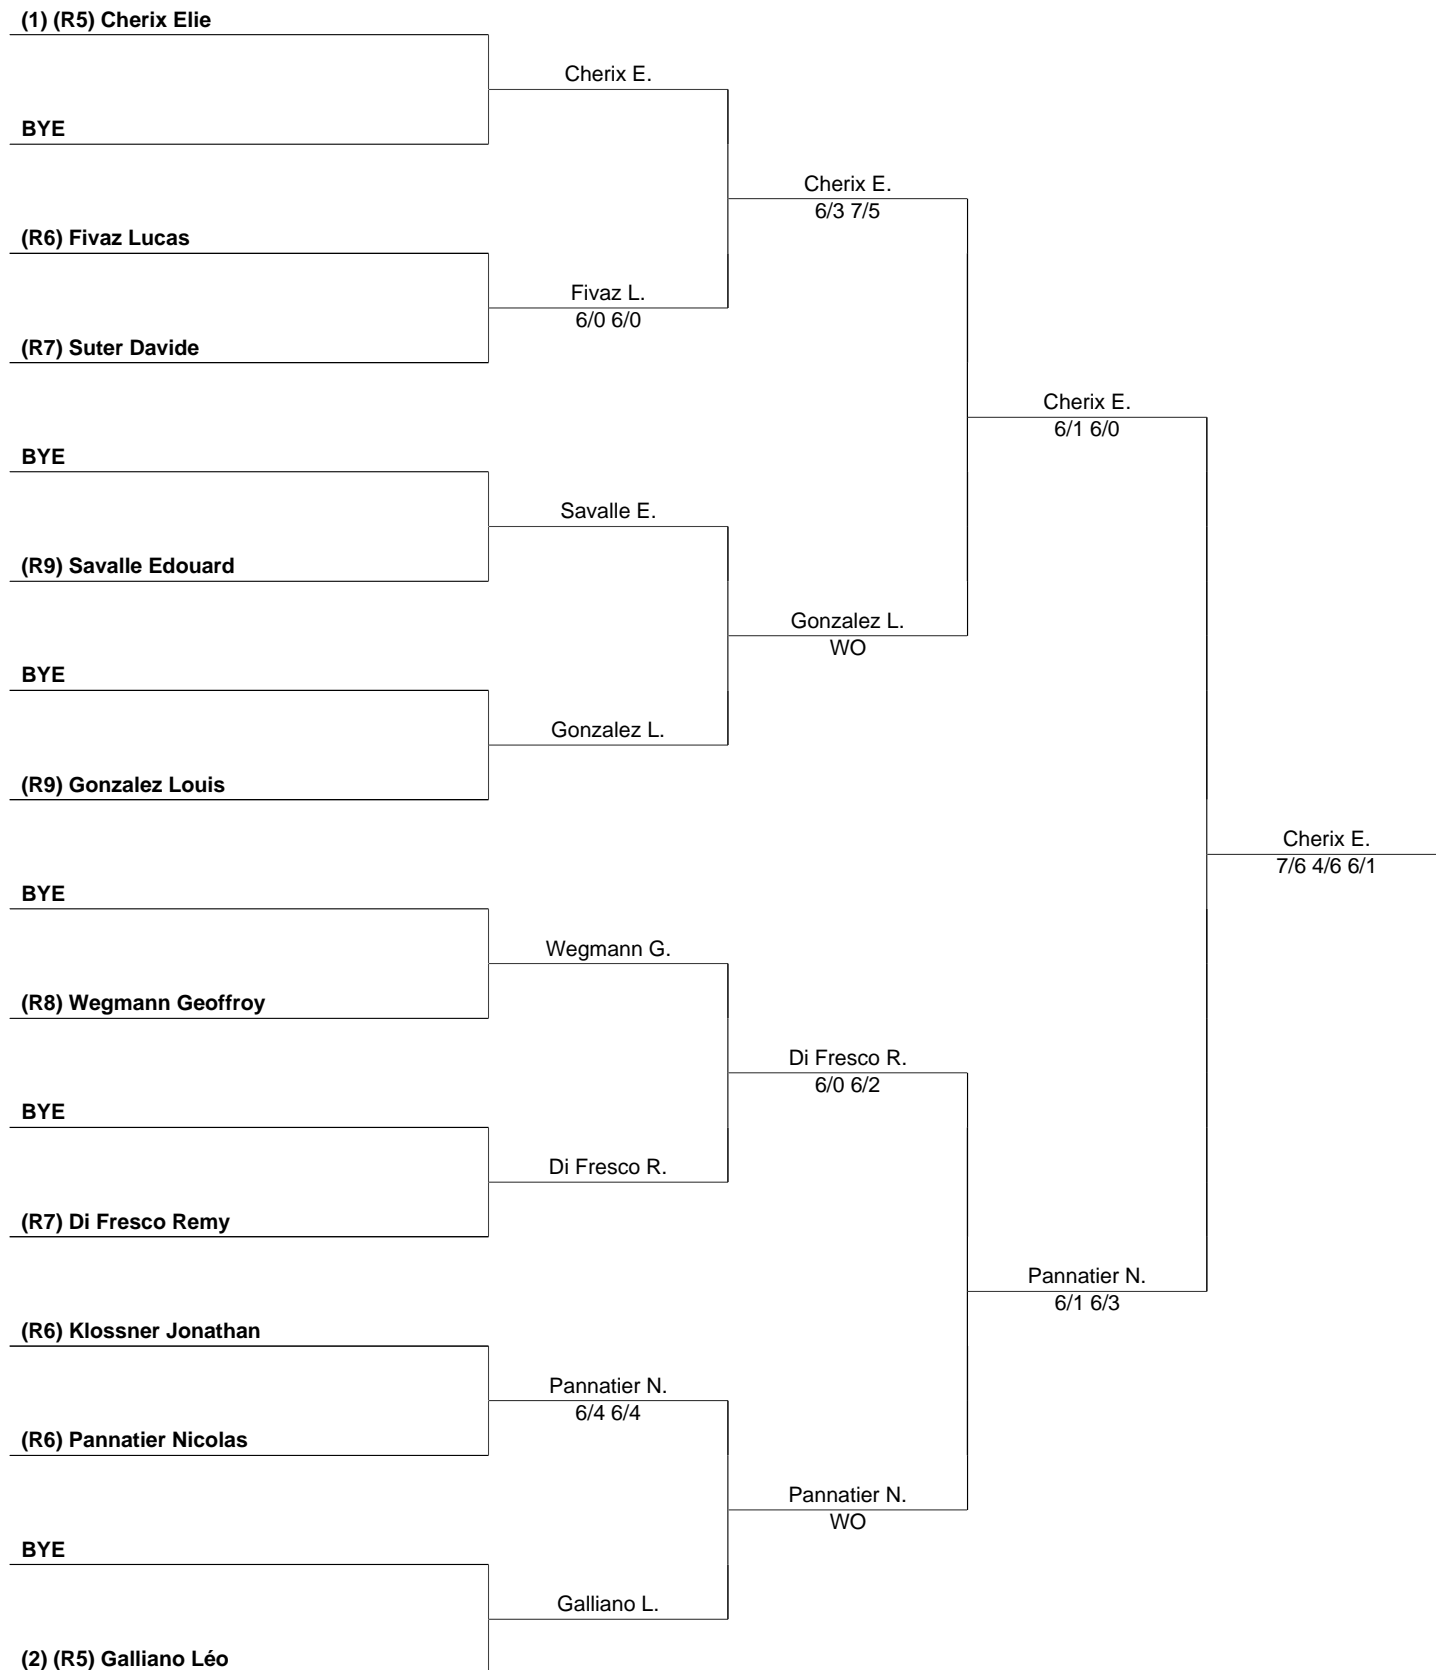 (1) (R5) Cherix Elie
Cherix E.
BYE
Cherix E.
6/3 7/5
(R6) Fivaz Lucas
Fivaz L.
6/0 6/0
(R7) Suter Davide
Cherix E.
6/1 6/0
BYE
Savalle E.
(R9) Savalle Edouard
Gonzalez L.
WO
BYE
Gonzalez L.
(R9) Gonzalez Louis
Cherix E.
7/6 4/6 6/1
BYE
Wegmann G.
(R8) Wegmann Geoffroy
Di Fresco R.
6/0 6/2
BYE
Di Fresco R.
(R7) Di Fresco Remy
Pannatier N.
6/1 6/3
(R6) Klossner Jonathan
Pannatier N.
6/4 6/4
(R6) Pannatier Nicolas
Pannatier N.
WO
BYE
Galliano L.
(2) (R5) Galliano Léo